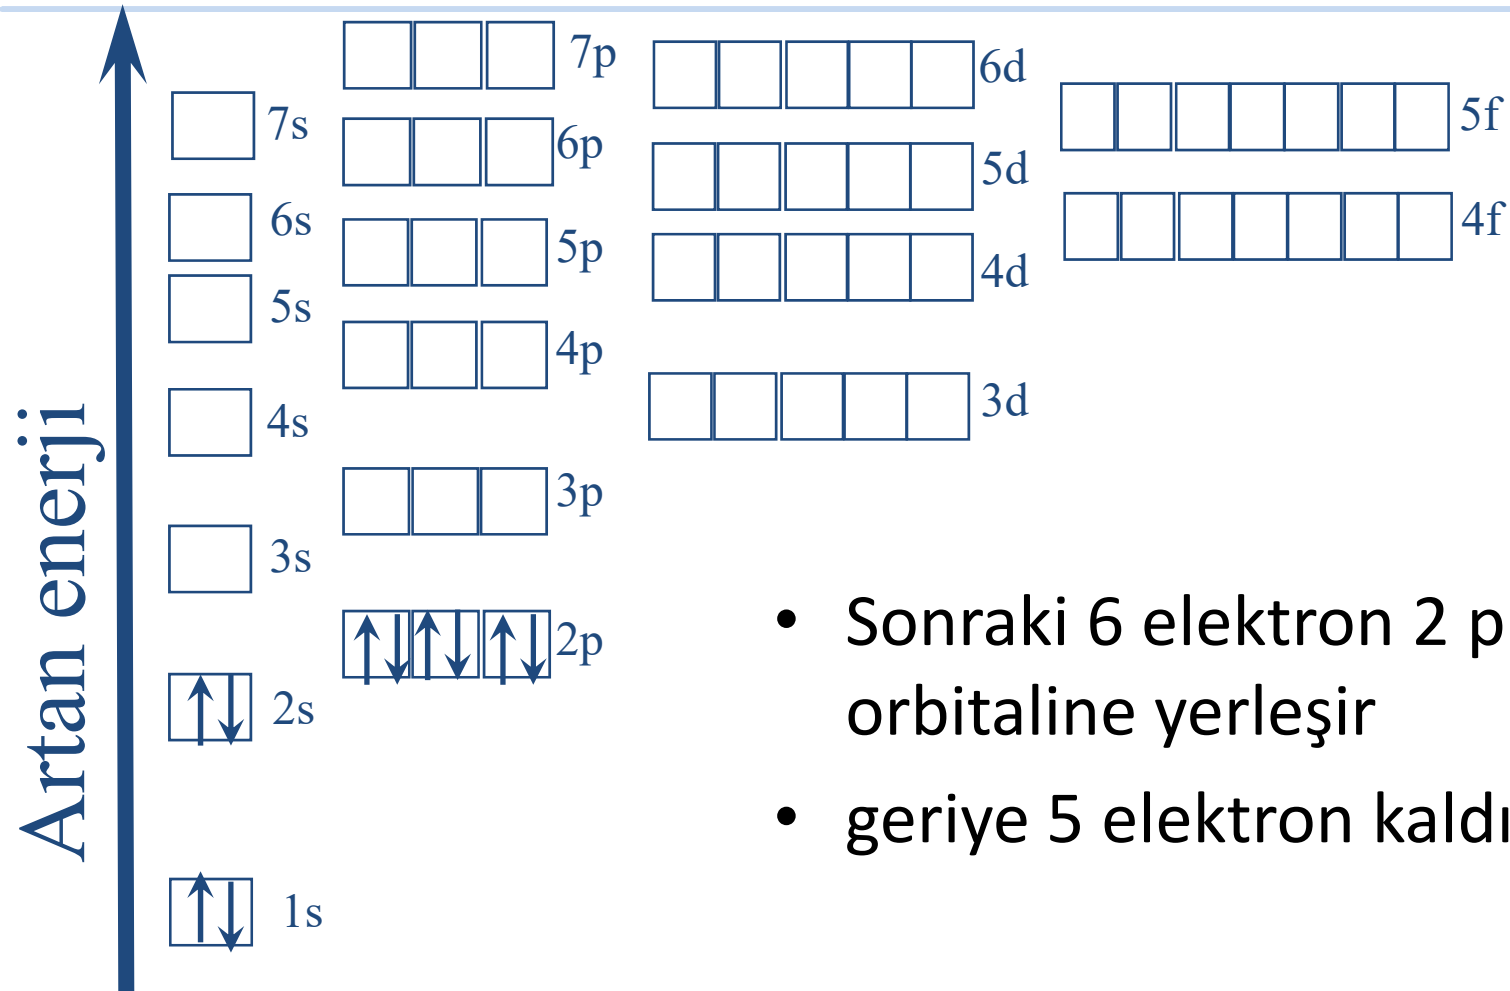 Artan enerji
7s
6s
5s
4s
3s
2s
1s
7p
6p
5p
4p
3p
2p
6d
5d
4d
3d
5f
4f
• Sonraki 6 elektron 2 p
orbitaline yerleşir
• geriye 5 elektron kaldı